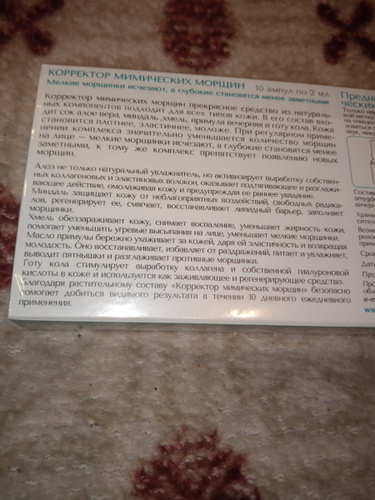 КОРРЕКТОР МИМИЧЕСКИХ МОРЩИН 10 ампул по 2 мл
Мелкие морщинки исчезают, а глубокие становятся менее заметными
Корректор мимических морщин прекрасное средство из натураль-
ных компонентов подходит для всех типов кожи. В его состав вхо-
дит сок алое вера, миндаль, хмель, примула вечерняя и готу кола. Кожа
становится плотнее, эластичнее, моложе. При регулярном приме-
нении комплекса значительно уменьшается количество морщин
на лице – мелкие морщинки исчезают, а глубокие становятся менее
заметными, к тому же комплекс препятствует появлению новых
морщин.
Алоэ не только натуральный увлажнитель, но активизирует выработку собствен-
ных коллагеновых и эластиновых волокон, оказывает подтягивающее и разглажи-
вающее действие, омолаживая кожу и предупреждая ее раннее увядание.
Миндаль защищает кожу от неблагоприятных воздействий, свободных радика-
лов, регенерирует ее, смягчает, восстанавливает липидный барьер, заполняет
морщинки.
Хмель обеззараживает кожу, снимает воспаления, уменьшает жирность кожи,
помогает уменьшить угревые высыпания на лице, уменьшает мелкие морщинки.
Масло примулы бережно ухаживает за кожей, даря ей эластичность и возвращая
молодость. Оно восстанавливает, избавляет от раздражений, питает и увлажняет,
выводит пятнышки и разглаживает противные морщинки.
Готу кола стимулирует выработку коллагена и собственной гиалуроновой
кислоты в коже и используется как заживляющее и регенерирующее средство.
Благодаря растительному составу «Корректор мимических морщин» безопасно
помогает добиться видимого результата в течении 10 дневного ежедневного
применения.